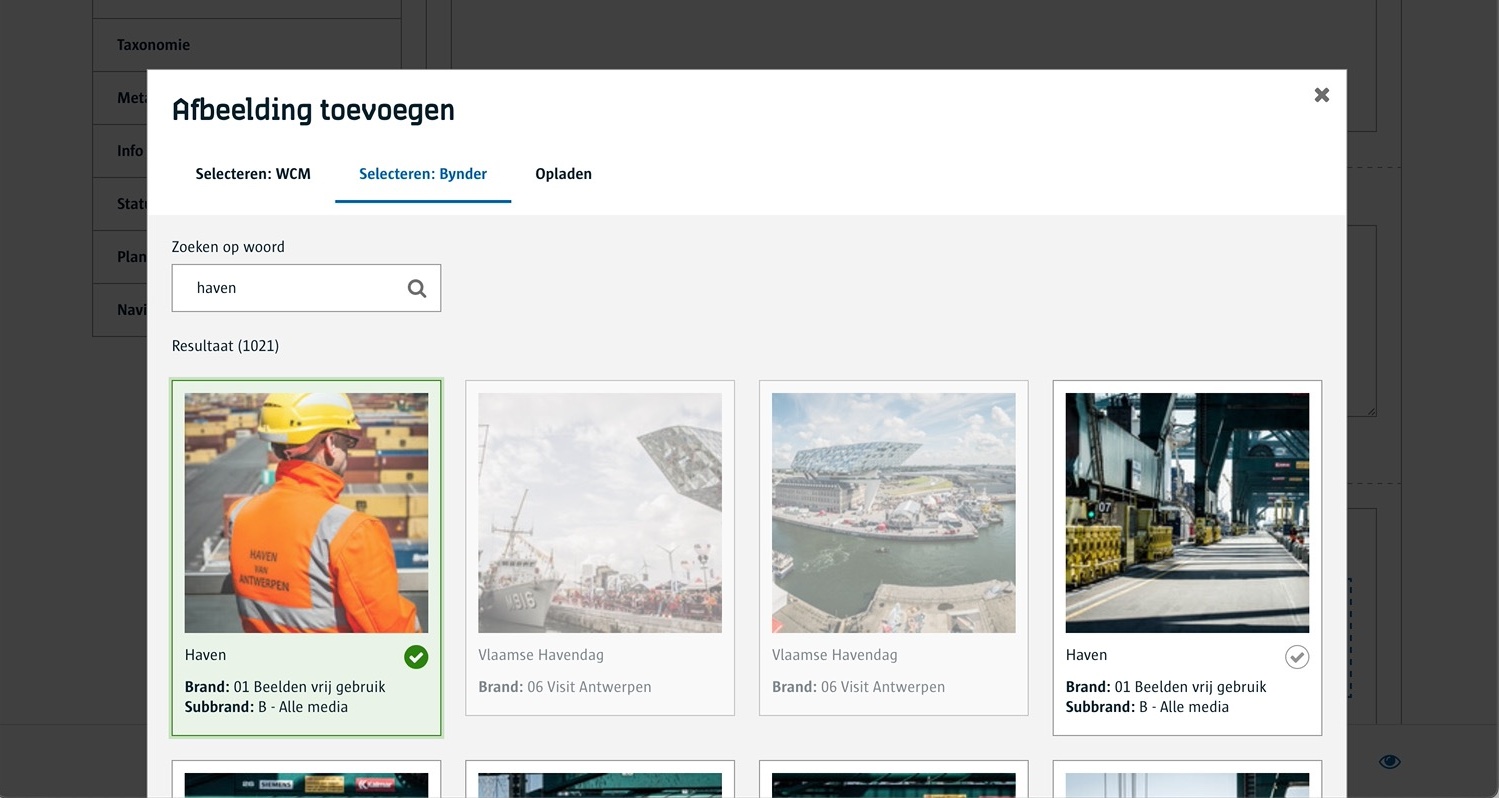 Taxonomie
Meta
Info
Statu
Plan
Navi
Afbeelding toevoegen
Selecteren: WCM
Selecteren: Bynder
Opladen
Zoeken op woord
haven
Resultaat (1021)
HAVEN
VAN
ANTWERPEN
M916
07
Haven
Brand: 01 Beelden vrij gebruik
Subbrand: B - Alle media
Vlaamse Havendag
Brand: 06 Visit Antwerpen
Vlaamse Havendag
Brand: 06 Visit Antwerpen
Haven
Brand: 01 Beelden vrij gebruik
Subbrand: B - Alle media
26 SIEMENS Kalmar